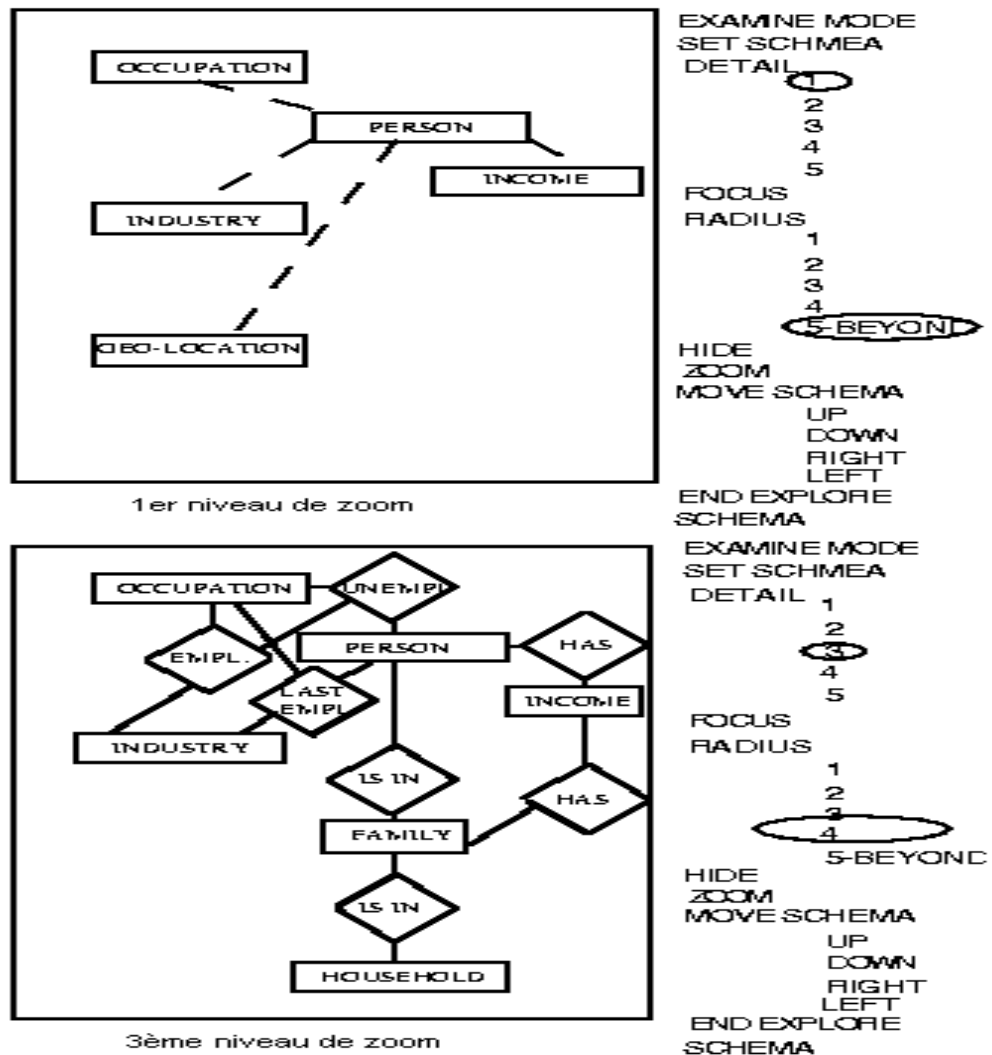 OCCUPATION
PERSON
INCOME
INDUSTRY
GEO-LOCATION
1er niveau de zoom
EXAMINE MODE
SET SCHMEA
DETAIL
1
2
3
4
5
FOCUS
RADIUS
1
2
3
4
5-BEYOND
HIDE
ZOOM
MOVE SCHEMA
UP
DOWN
RIGHT
LEFT
END EXPLORE
SCHEMA
OCCUPATION
UNEMPL
PERSON
HAS
EMPL.
LAST
EMPL
INCOME
INDUSTRY
IS IN
HAS
FAMILY
IS IN
HOUSEHOLD
3ème niveau de zoom
EXAMINE MODE
SET SCHMEA
DETAIL
1
2
3
4
5
FOCUS
RADIUS
1
2
3
4
5-BEYOND
HIDE
ZOOM
MOVE SCHEMA
UP
DOWN
RIGHT
LEFT
END EXPLORE
SCHEMA